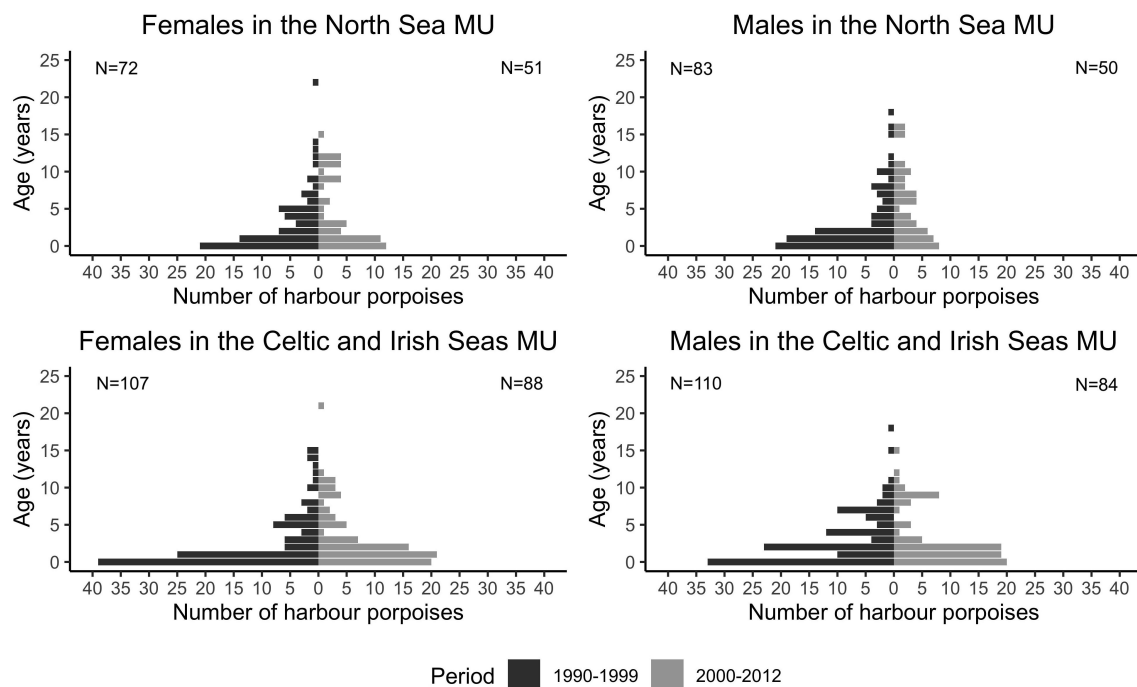 Females in the North Sea MU
Males in the North Sea MU
N=72
N=51
N=83
N=50
25
20
15
10
5
0
Age (years)
40 35 30 25 20 15 10 5 0 5 10 15 20 25 30 35 40
Number of harbour porpoises
25
20
15
10
5
0
Age (years)
40 35 30 25 20 15 10 5 0 5 10 15 20 25 30 35 40
Number of harbour porpoises
Females in the Celtic and Irish Seas MU
Males in the Celtic and Irish Seas MU
N=107
N=88
N=110
N=84
25
20
15
10
5
0
Age (years)
40 35 30 25 20 15 10 5 0 5 10 15 20 25 30 35 40
Number of harbour porpoises
25
20
15
10
5
0
Age (years)
40 35 30 25 20 15 10 5 0 5 10 15 20 25 30 35 40
Number of harbour porpoises
Period 1990-1999 2000-2012